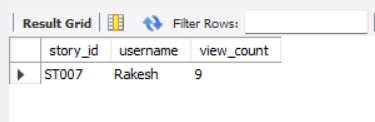 Result Grid Filter Rows:
story_id username view_count
ST007 Rakesh 9